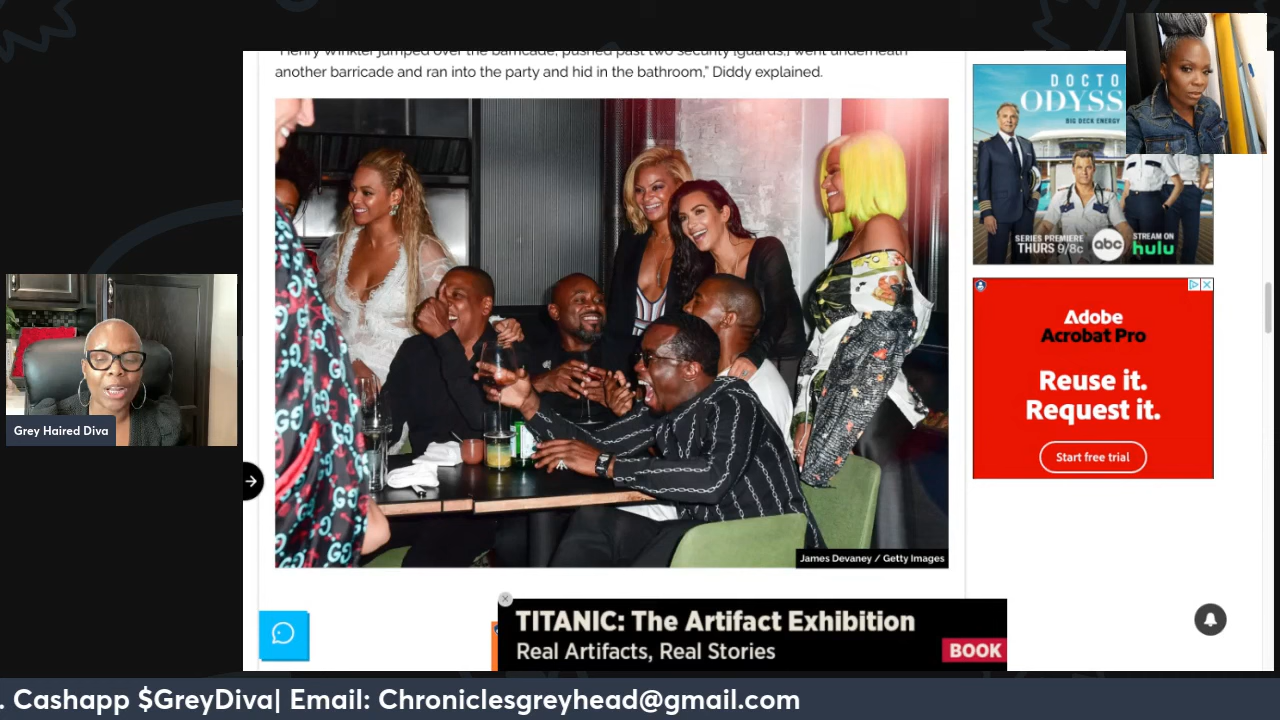 "Henry Winkler jumped over the barricade, pushed past two security [guards,] went underneath
another barricade and ran into the party and hid in the bathroom," Diddy explained.
DOCTO
ODYSS
BIG DECK ENERGY
SERIES PREMIERE
THURS 9/8c
abc
STREAM ON
hulu
Adobe
Acrobat Pro
Reuse it.
Request it.
Start free trial
Grey Haired Diva
James Devaney / Getty Images
TITANIC: The Artifact Exhibition
Real Artifacts, Real Stories
BOOK
. Cashapp $GreyDiva| Email: Chroniclesgreyhead@gmail.com